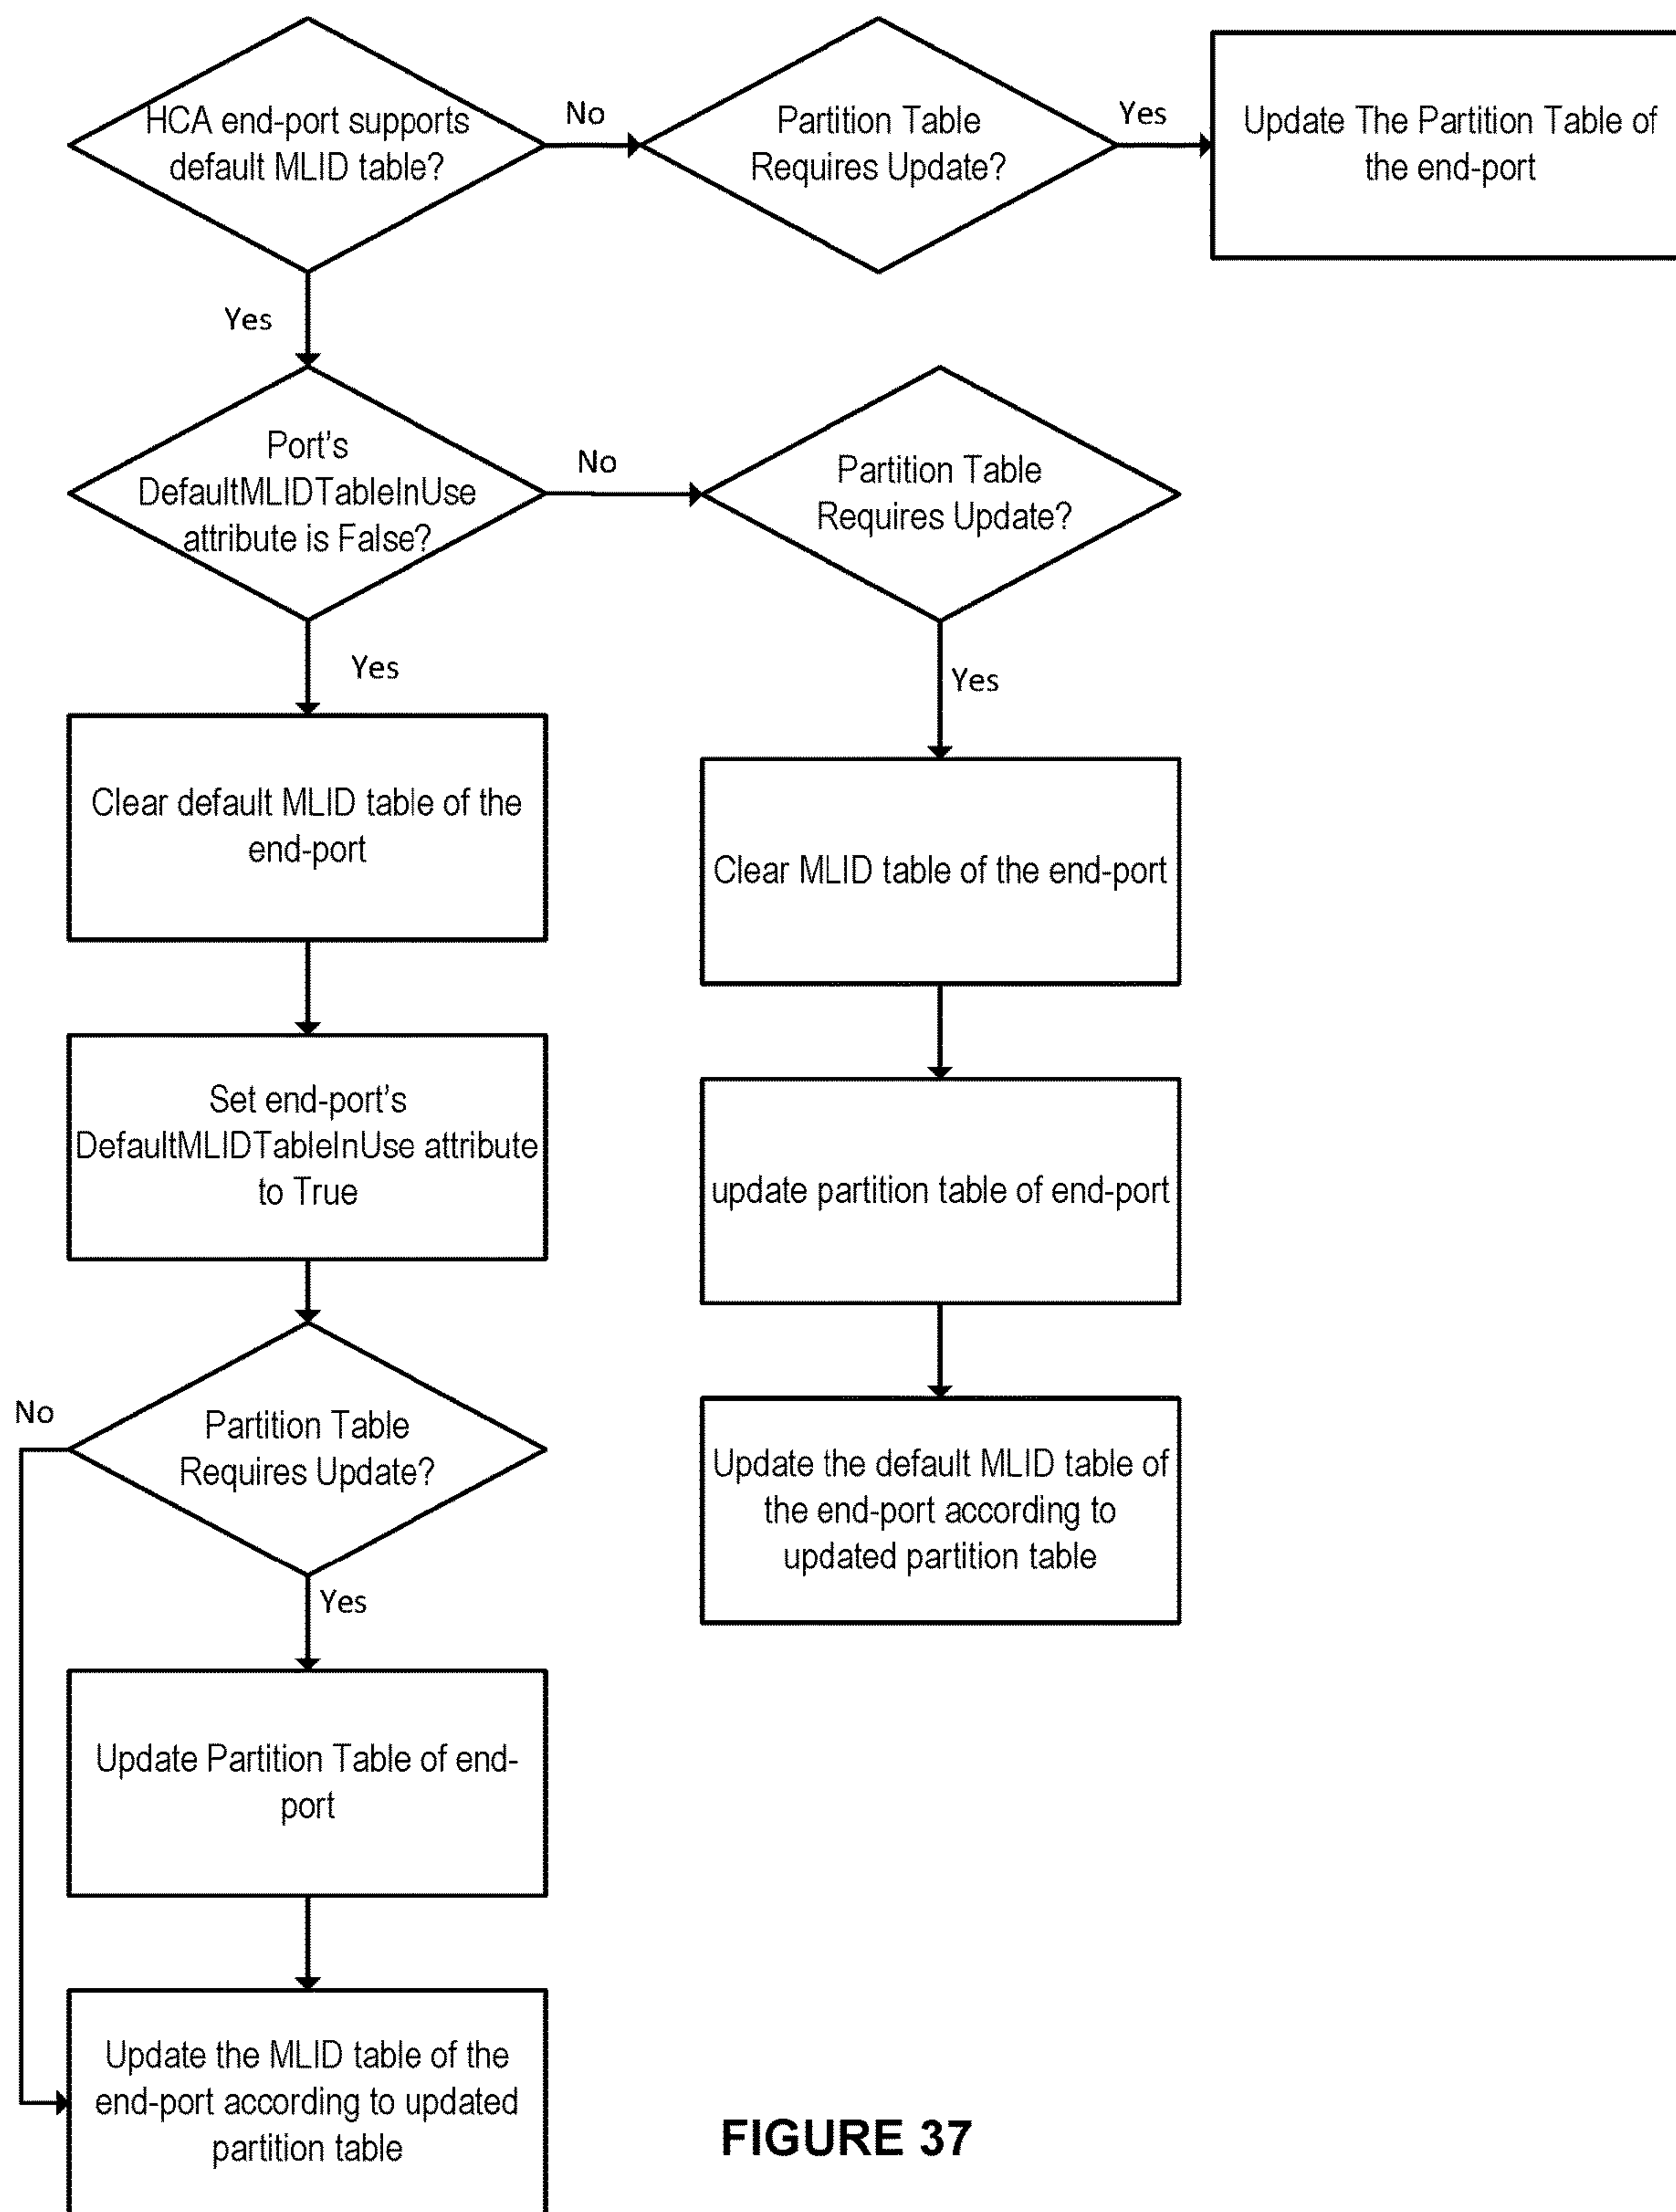 HCA end-port supports
default MLID table?
No
Partition Table
Requires Update?
Yes
Update The Partition Table of
the end-port
Yes
Port's
DefaultMLIDTableInUse
attribute is False?
No
Partition Table
Requires Update?
Yes
Yes
Clear default MLID table of the
end-port
Clear MLID table of the end-port
Set end-port's
DefaultMLIDTableInUse attribute
to True
update partition table of end-port
No
Partition Table
Requires Update?
Update the default MLID table of
the end-port according to
updated partition table
Yes
Update Partition Table of end-
port
Update the MLID table of the
end-port according to updated
partition table
FIGURE 37